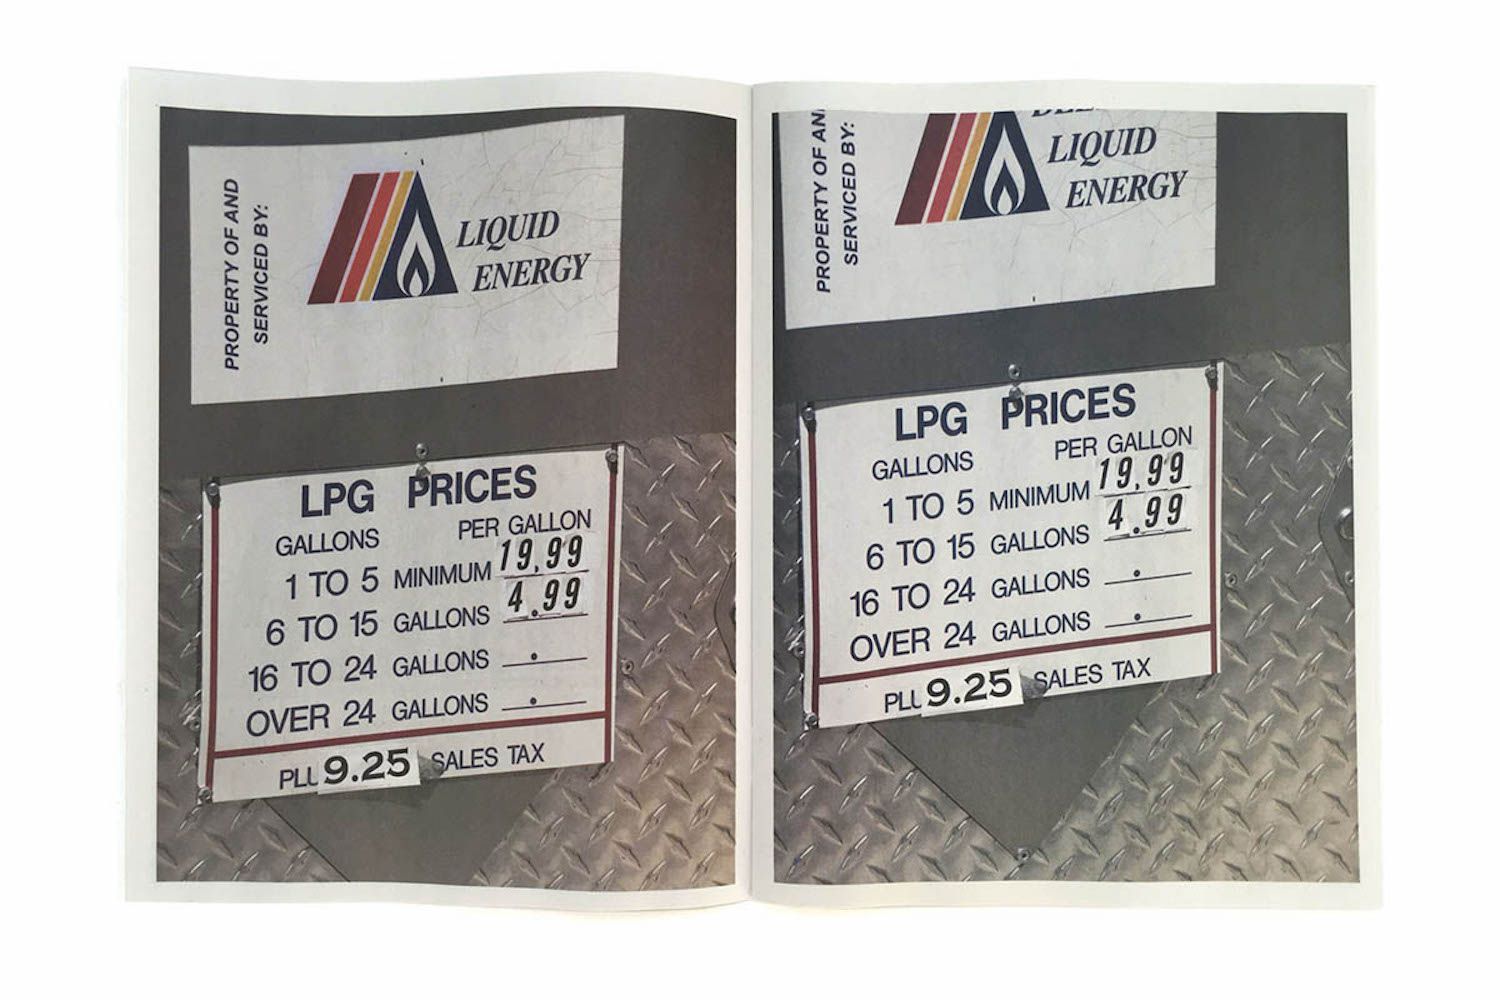 PROPERTY OF AND
SERVICED BY:
LIQUID
ENERGY
LPG PRICES
GALLONS PER GALLON
1 TO 5 MINIMUM 19.99
6 TO 15 GALLONS 4.99
16 TO 24 GALLONS .
OVER 24 GALLONS .
PLU 9.25 SALES TAX
PROPERTY OF AN
SERVICED BY:
LIQUID
ENERGY
LPG PRICES
GALLONS PER GALLON
1 TO 5 MINIMUM 19.99
6 TO 15 GALLONS 4.99
16 TO 24 GALLONS .
OVER 24 GALLONS .
PLU 9.25 SALES TAX